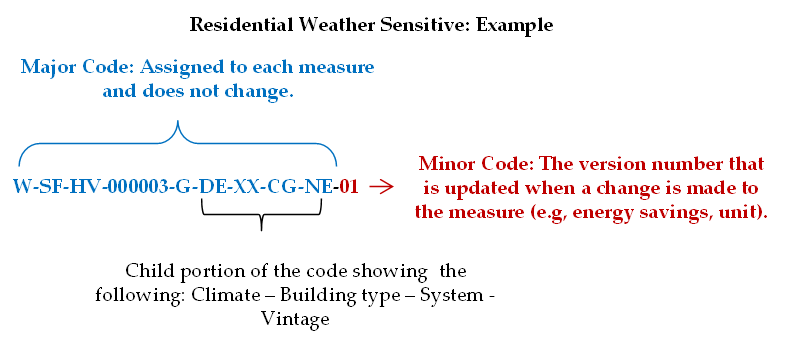 Residential Weather Sensitive: Example
Major Code: Assigned to each measure
and does not change.
W-SF-HV-000003-G-DE-XX-CG-NE-01
Minor Code: The version number that
is updated when a change is made to
the measure (e.g, energy savings, unit).
Child portion of the code showing the
following: Climate – Building type – System -
Vintage